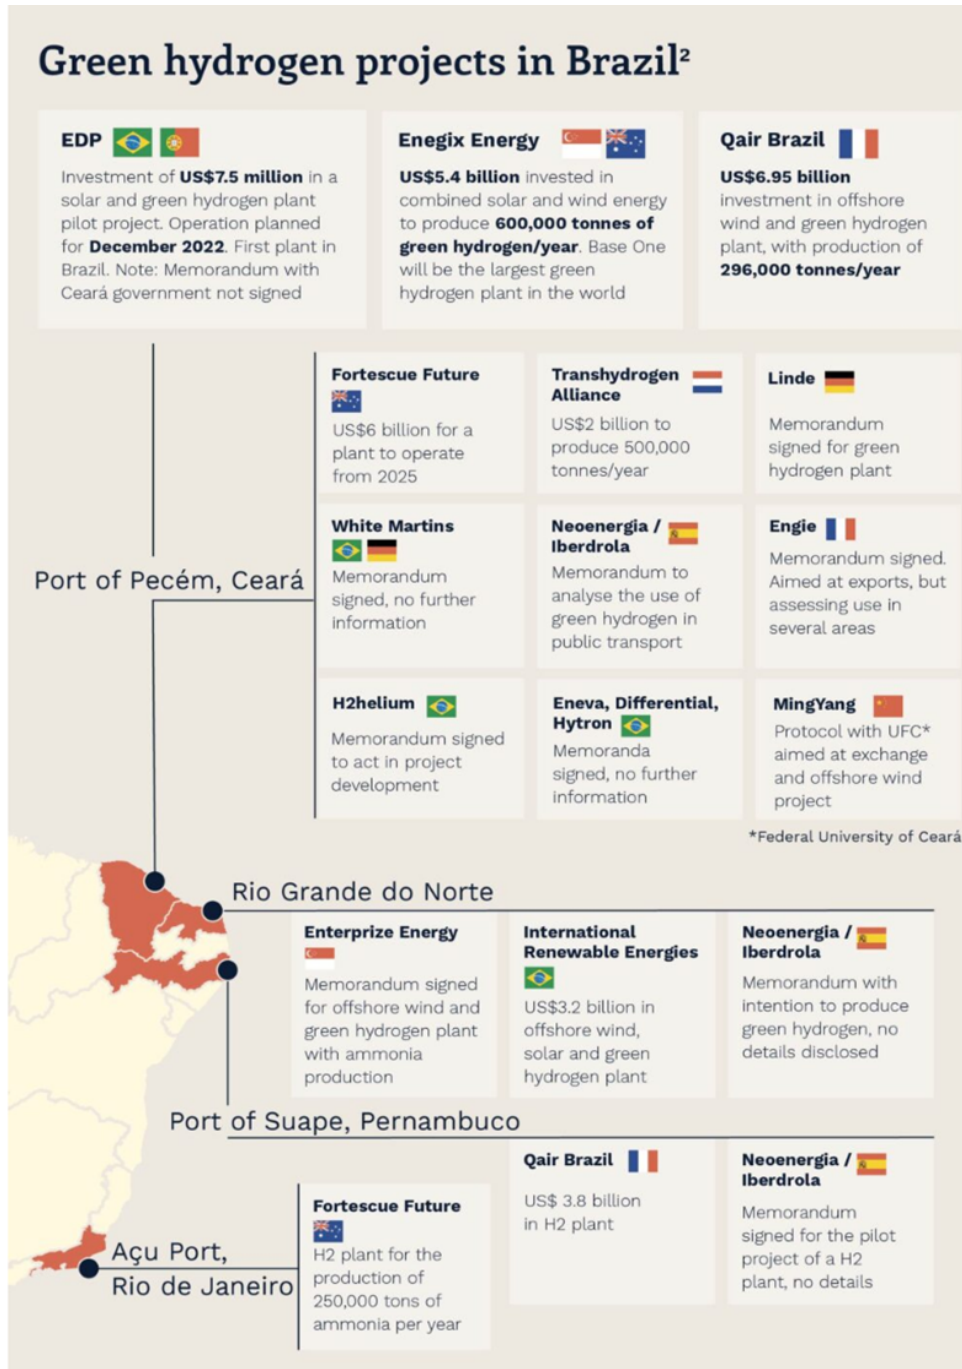 Green hydrogen projects in Brazil²
EDP
Investment of US$7.5 million in a
solar and green hydrogen plant
pilot project. Operation planned
for December 2022. First plant in
Brazil. Note: Memorandum with
Ceará government not signed
Enegix Energy
US$5.4 billion invested in
combined solar and wind energy
to produce 600,000 tonnes of
green hydrogen/year. Base One
will be the largest green
hydrogen plant in the world
Qair Brazil
US$6.95 billion
investment in offshore
wind and green hydrogen
plant, with production of
296,000 tonnes/year
Port of Pecém, Ceará
Fortescue Future
US$6 billion for a
plant to operate
from 2025
Transhydrogen
Alliance
US$2 billion to
produce 500,000
tonnes/year
Linde
Memorandum
signed for green
hydrogen plant
White Martins
Memorandum
signed, no further
information
Neoenergia /
Iberdrola
Memorandum to
analyse the use of
green hydrogen in
public transport
Engie
Memorandum signed.
Aimed at exports, but
assessing use in
several areas
H2helium
Memorandum signed
to act in project
development
Eneva, Differential,
Hytron
Memoranda
signed, no further
information
MingYang
Protocol with UFC*
aimed at exchange
and offshore wind
project
*Federal University of Ceará
Rio Grande do Norte
Enterprize Energy
Memorandum signed
for offshore wind and
green hydrogen plant
with ammonia
production
International
Renewable Energies
US$3.2 billion in
offshore wind,
solar and green
hydrogen plant
Neoenergia /
Iberdrola
Memorandum with
intention to produce
green hydrogen, no
details disclosed
Port of Suape, Pernambuco
Qair Brazil
US$ 3.8 billion
in H2 plant
Neoenergia /
Iberdrola
Memorandum
signed for the pilot
project of a H2
plant, no details
Açu Port,
Rio de Janeiro
Fortescue Future
H2 plant for the
production of
250,000 tons of
ammonia per year